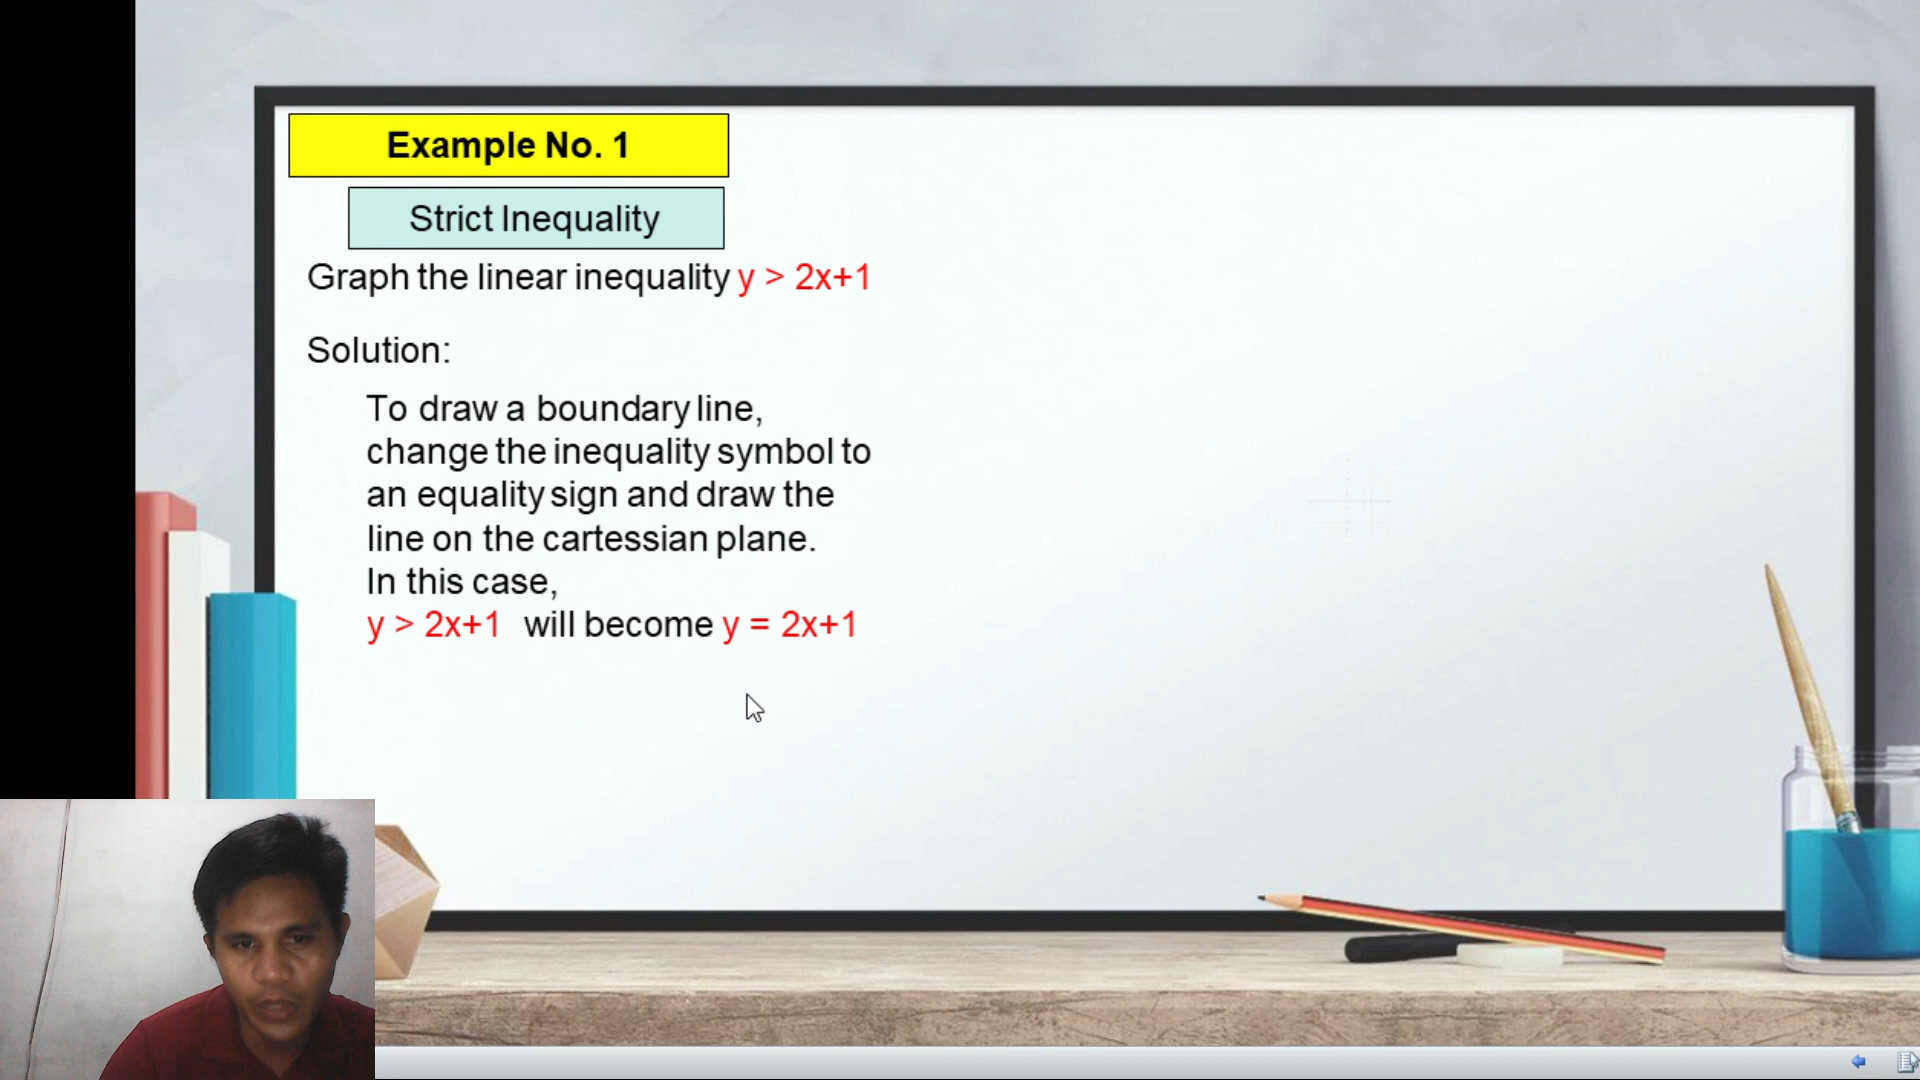 Example No. 1
Strict Inequality
Graph the linear inequality y > 2x+1
Solution:
To draw a boundary line,
change the inequality symbol to
an equality sign and draw the
line on the cartessian plane.
In this case,
y > 2x+1 will become y = 2x+1